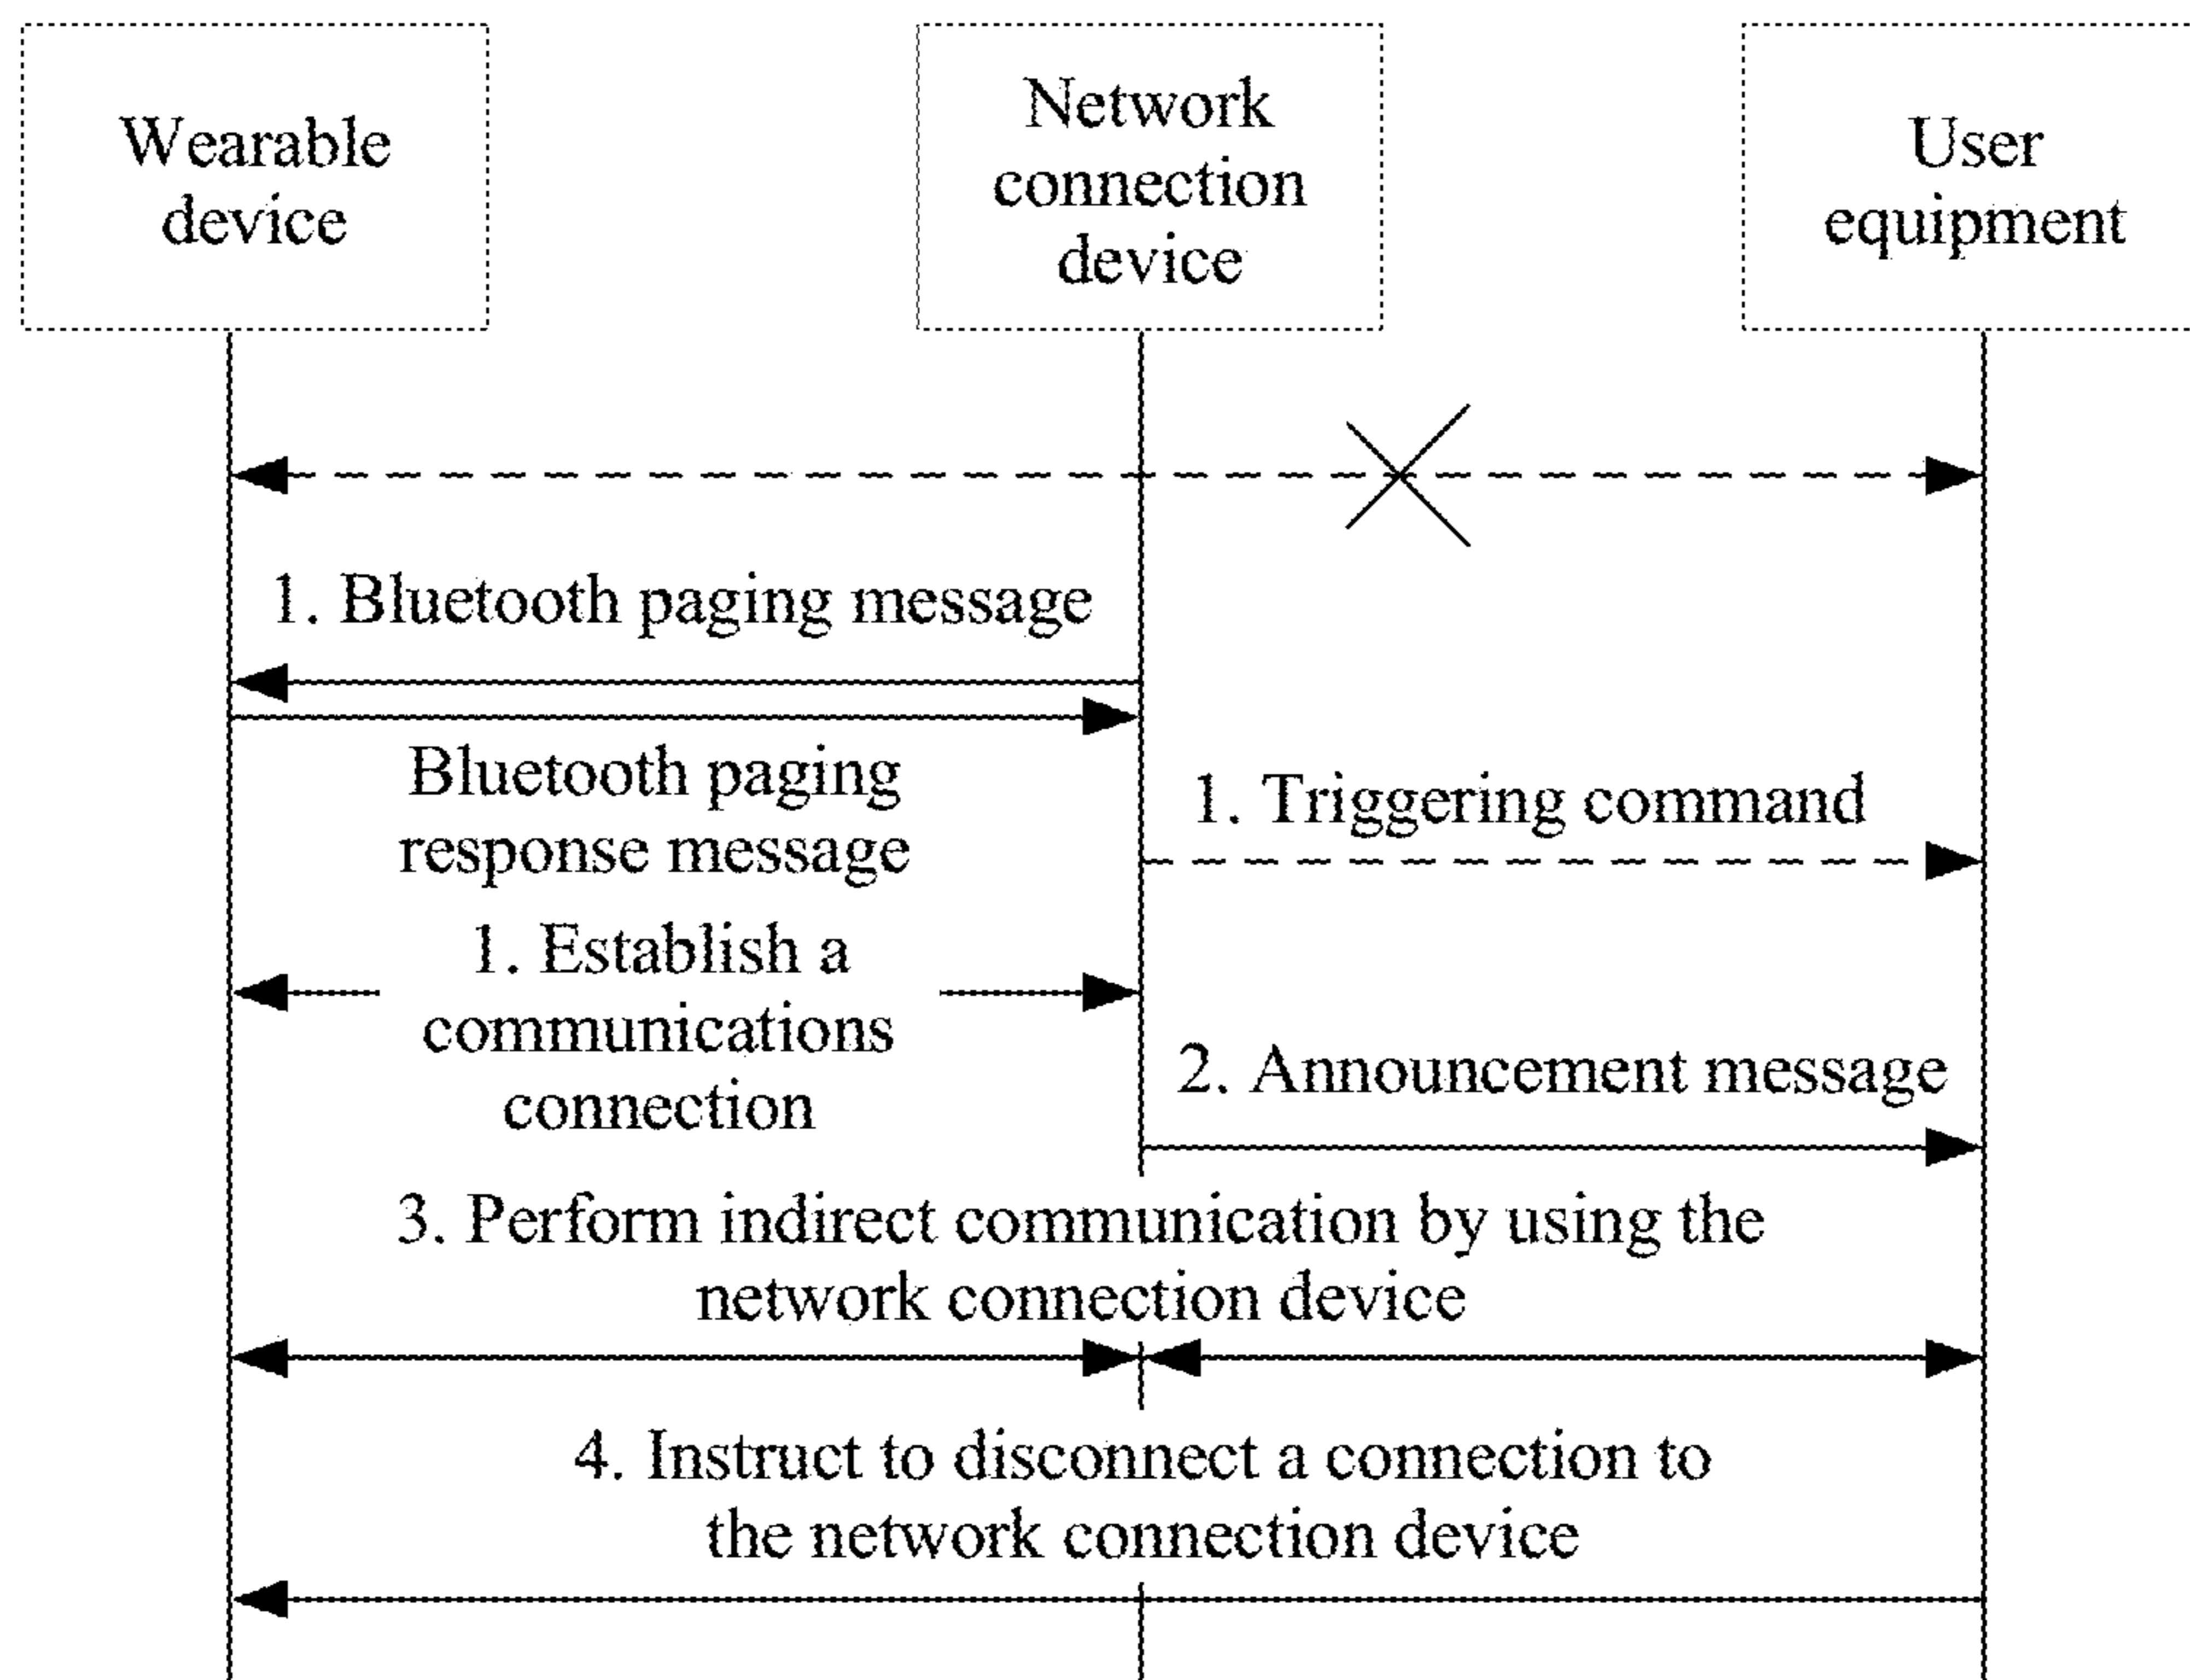 Wearable
device
Network
connection
device
User
equipment
1. Bluetooth paging message
Bluetooth paging
response message
1. Triggering command
1. Establish a
communications
connection
2. Announcement message
3. Perform indirect communication by using the
network connection device
4. Instruct to disconnect a connection to
the network connection device